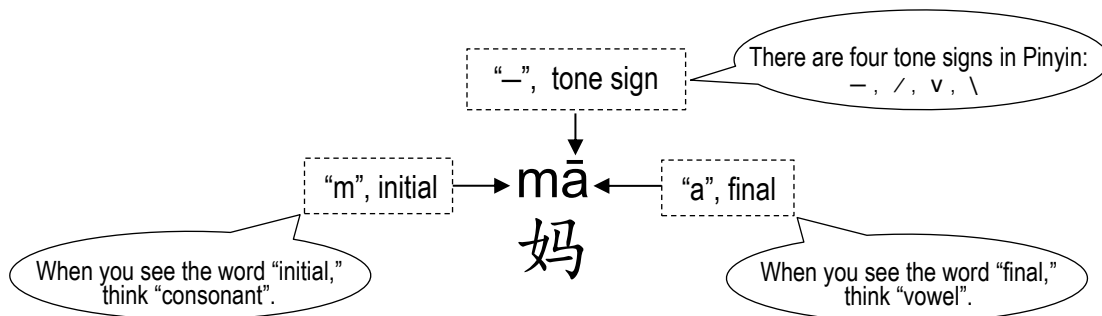 There are four tone signs in Pinyin:
— , ∕ , ∨ , \
“—”, tone sign
“m”, initial
mā
“a”, final
妈
When you see the word “initial,”
think “consonant”.
When you see the word “final,”
think “vowel”.